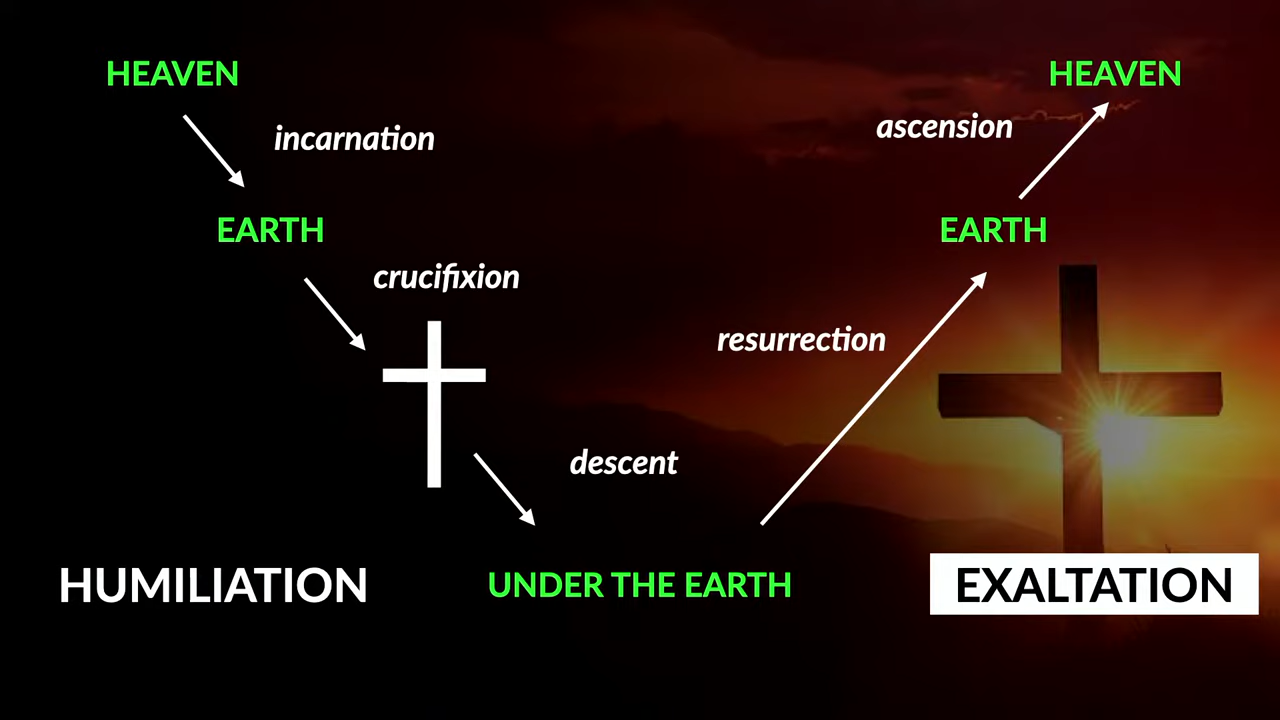 HEAVEN
incarnation
EARTH
crucifixion
descent
UNDER THE EARTH
HUMILIATION
resurrection
EARTH
ascension
HEAVEN
EXALTATION